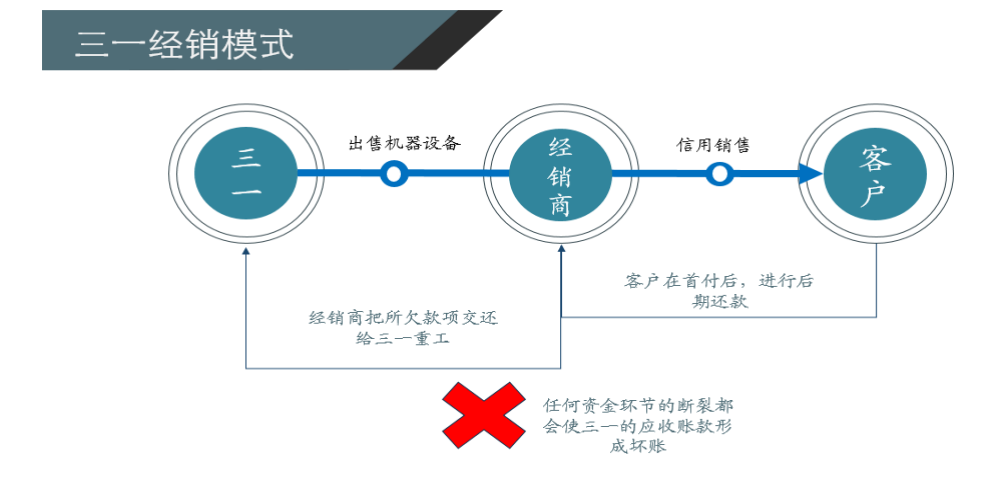 三一经销模式
三
一
出售机器设备
经
销
商
信用销售
客
户
客户在首付后，进行后
期还款
经销商把所欠款项交还
给三一重工
任何资金环节的断裂都
会使三一的应收账款形
成坏账